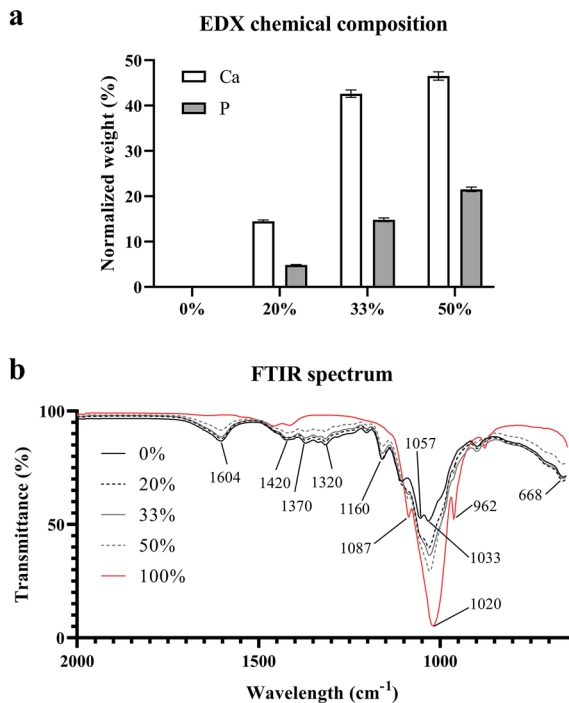 a
EDX chemical composition
Normalized weight (%)
50
40
30
20
10
0
Ca
P
0% 20% 33% 50%
b
FTIR spectrum
Transmittance (%)
100
50
0
0%
20%
33%
50%
100%
1604
1420
1370
1320
1160
1087
1057
1033
1020
962
668
2000 1500 1000
Wavelength (cm⁻¹)